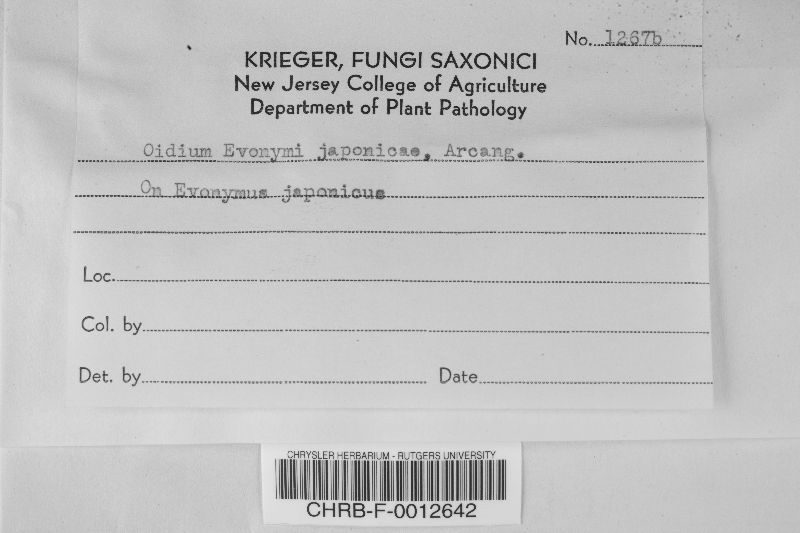 No. 1267b
KRIEGER, FUNGI SAXONICI
New Jersey College of Agriculture
Department of Plant Pathology
Oidium Evonymi japonicae, Arcang.
On Evonymus japonicus
Loc.
Col. by
Det. by Date
CHRYSLER HERBARIUM - RUTGERS UNIVERSITY
CHRB-F-0012642